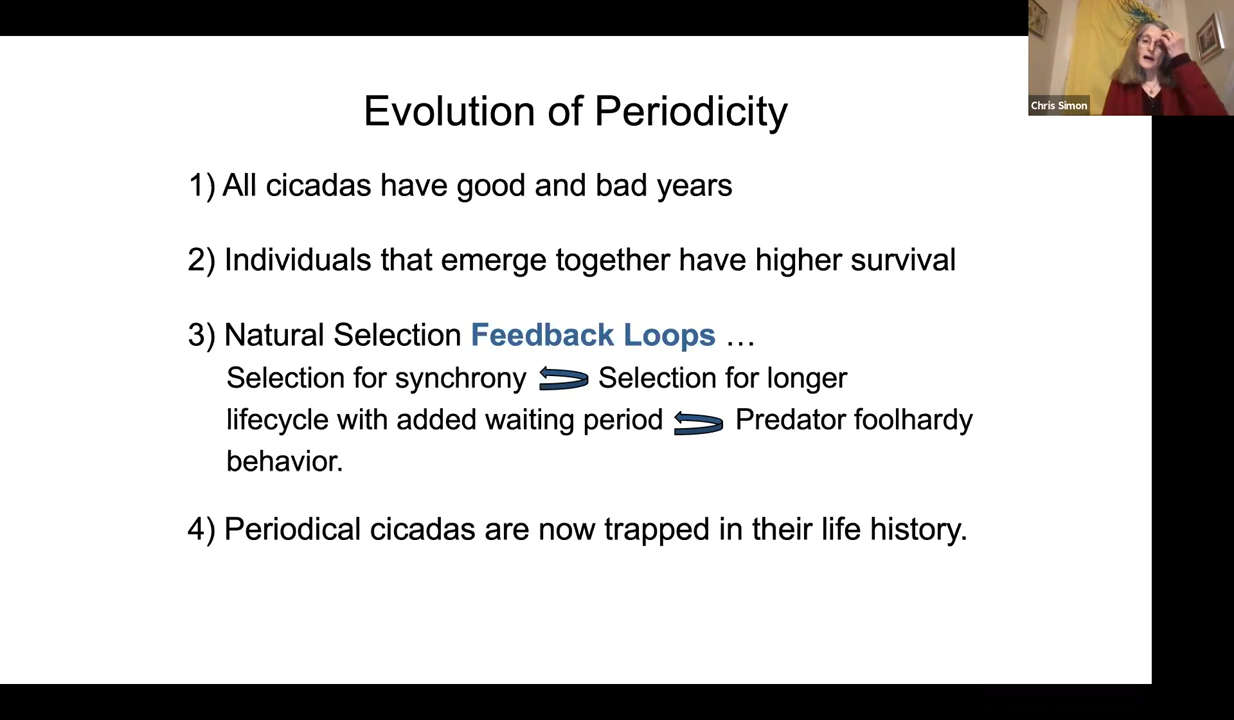 Chris Simon
Evolution of Periodicity
1) All cicadas have good and bad years
2) Individuals that emerge together have higher survival
3) Natural Selection Feedback Loops ...
Selection for synchrony Selection for longer
lifecycle with added waiting period Predator foolhardy
behavior.
4) Periodical cicadas are now trapped in their life history.